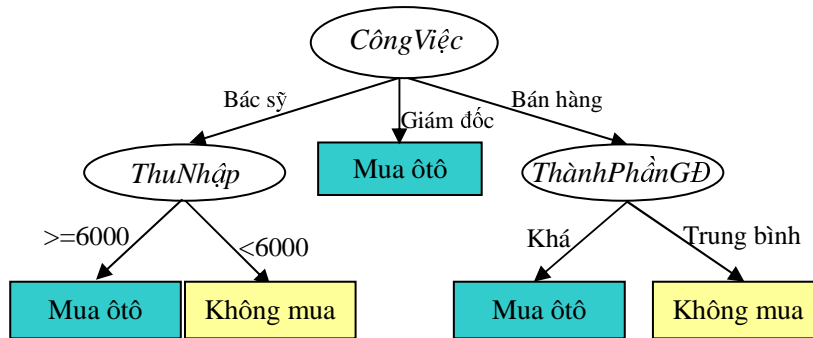 CôngViệc
Bác sỹ
Giám đốc
Bán hàng
ThuNhập
Mua ôtô
ThànhPhầnGĐ
>=6000
<6000
Khá
Trung bình
Mua ôtô
Không mua
Mua ôtô
Không mua